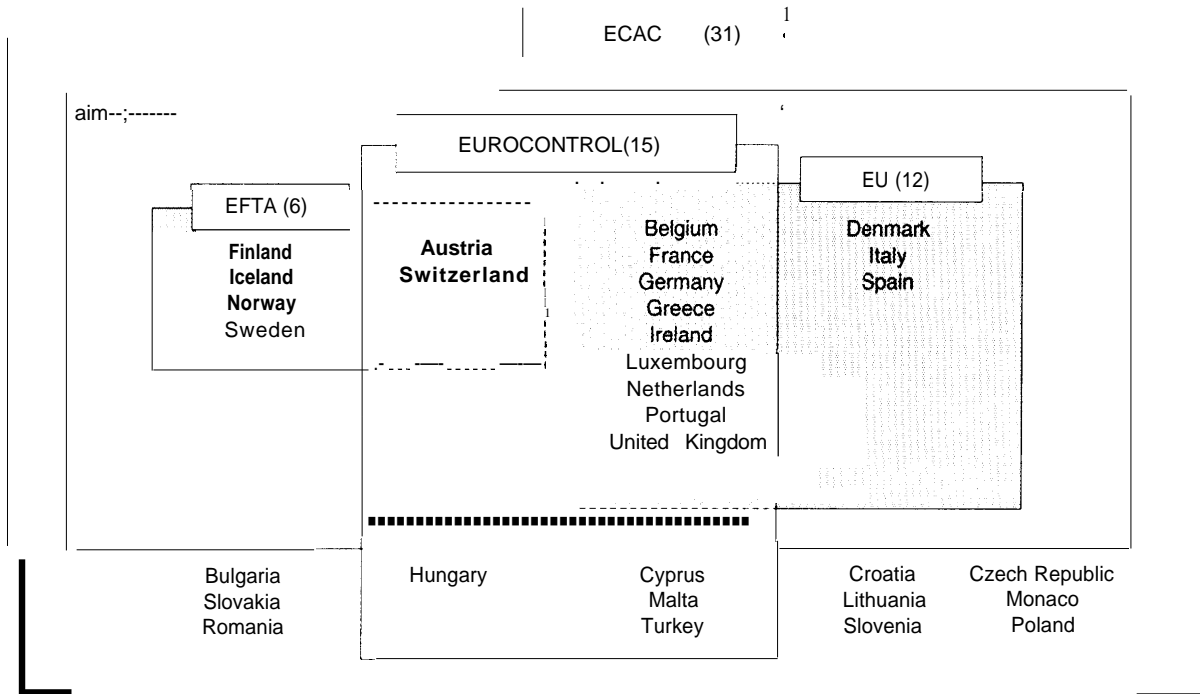 ECAC (31)
aim--;-------
EUROCONTROL(15)
EU (12)
EFTA (6)
Finland
Iceland
Norway
Sweden
Austria
Switzerland
Belgium
France
Germany
Greece
Ireland
Luxembourg
Netherlands
Portugal
United Kingdom
Denmark
Italy
Spain
Bulgaria
Slovakia
Romania
Hungary
Cyprus
Malta
Turkey
Croatia
Lithuania
Slovenia
Czech Republic
Monaco
Poland